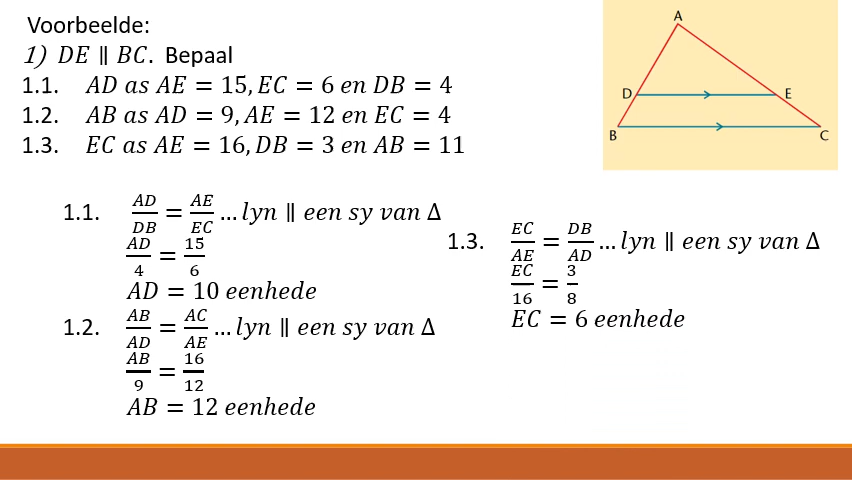 Voorbeelde:
1) DE ∥ BC. Bepaal
1.1. AD as AE = 15, EC = 6 en DB = 4
1.2. AB as AD = 9, AE = 12 en EC = 4
1.3. EC as AE = 16, DB = 3 en AB = 11
A
D
E
B
C
1.1. AD/DB = AE/EC … lyn ∥ een sy van Δ
AD/4 = 15/6
AD = 10 eenhede
1.2. AB/AD = AC/AE … lyn ∥ een sy van Δ
AB/9 = 16/12
AB = 12 eenhede
1.3. EC/AE = DB/AD … lyn ∥ een sy van Δ
EC/16 = 3/8
EC = 6 eenhede